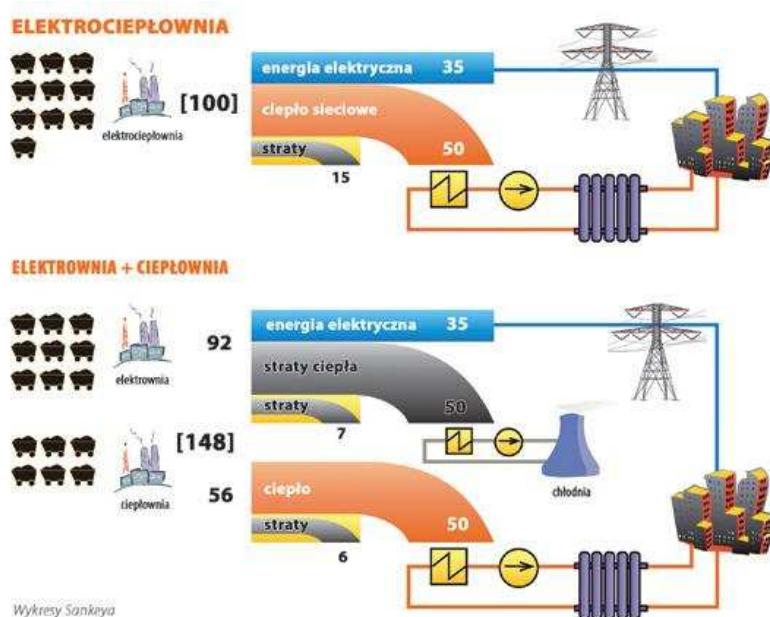 ELEKTROCIEPŁOWNIA
energia elektryczna 35
[100]
ciepło sieciowe
elektrociepłownia
straty
50
15
ELEKTROWNIA + CIEPŁOWNIA
energia elektryczna 35
92
straty ciepła
elektrownia
straty
50
7
[148]
chłodnia
ciepło
56
ciepłownia
straty
50
6
Wykresy Sankeya